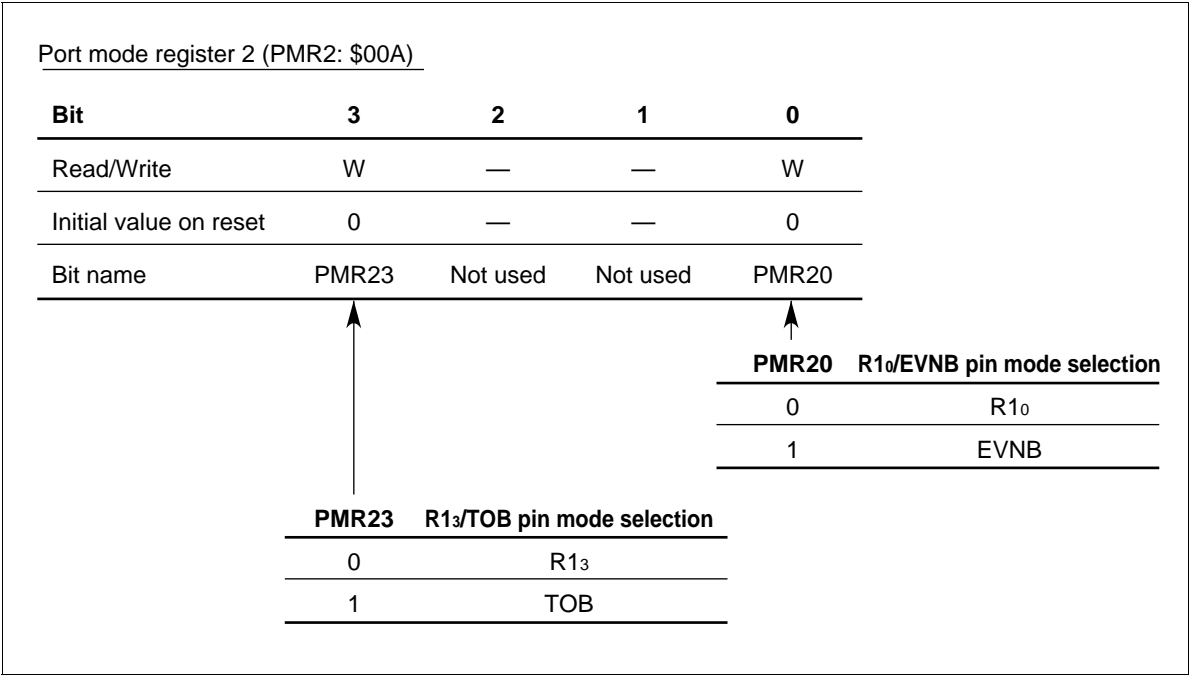 Port mode register 2 (PMR2: $00A)
Bit 3 2 1 0
Read/Write W — — W
Initial value on reset 0 — — 0
Bit name PMR23 Not used Not used PMR20
PMR20 R1₀/EVNB pin mode selection
0 R1₀
1 EVNB
PMR23 R1₃/TOB pin mode selection
0 R1₃
1 TOB